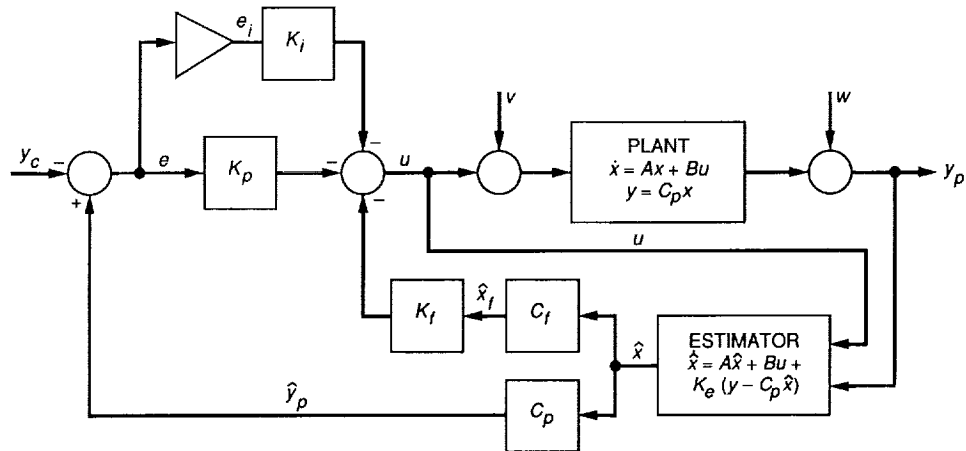 e_i
K_i
y_c
−
+
e
K_p
−
−
−
u
v
PLANT
ẋ = Ax + Bu
y = C_p x
w
y_p
u
K_f
x̂_f
C_f
x̂
ESTIMATOR
x̂̇ = Ax̂ + Bu +
K_e (y − C_p x̂)
ŷ_p
C_p